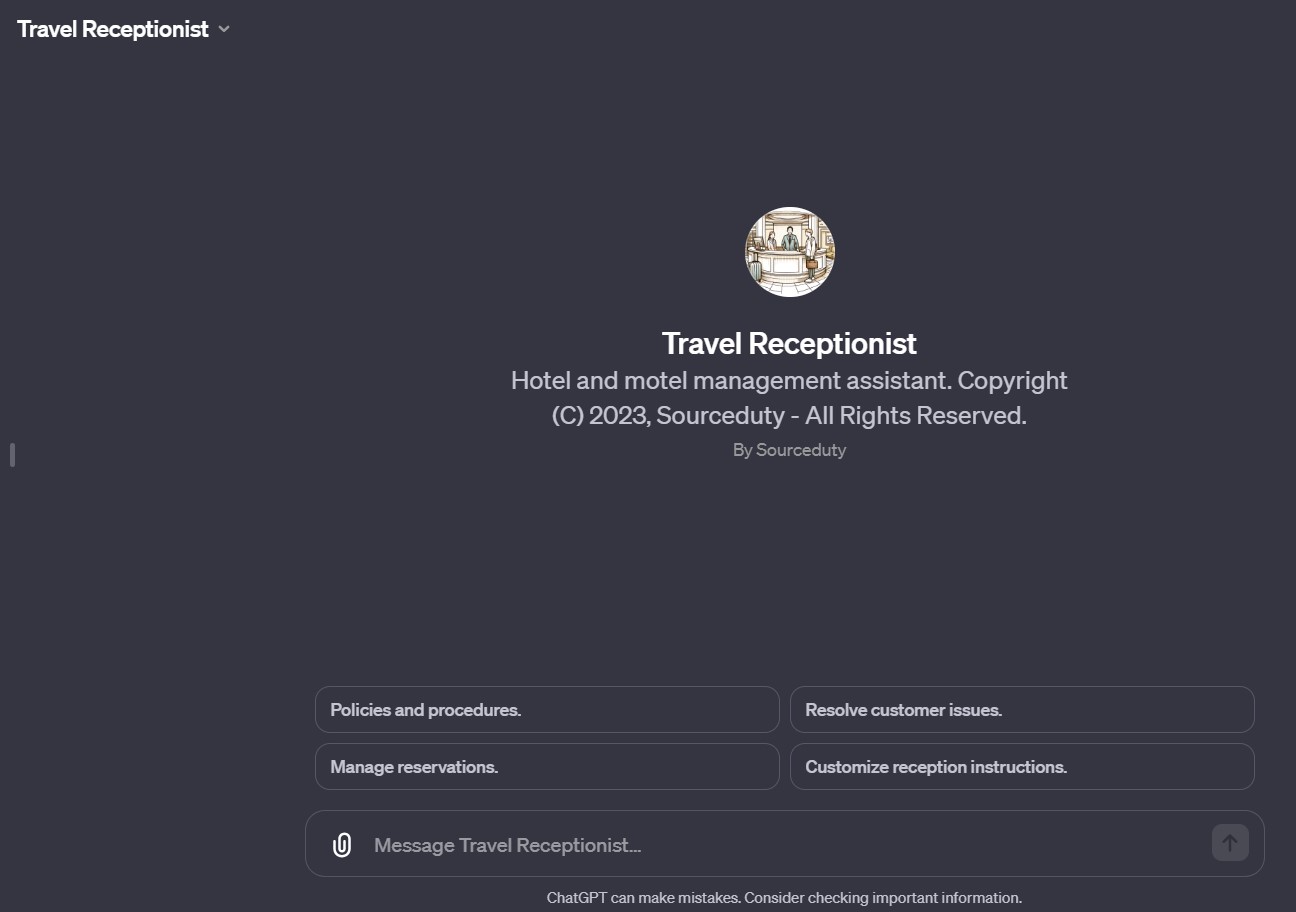 Travel Receptionist
Travel Receptionist
Hotel and motel management assistant. Copyright
(C) 2023, Sourceduty - All Rights Reserved.
By Sourceduty
Policies and procedures.
Resolve customer issues.
Manage reservations.
Customize reception instructions.
Message Travel Receptionist...
ChatGPT can make mistakes. Consider checking important information.